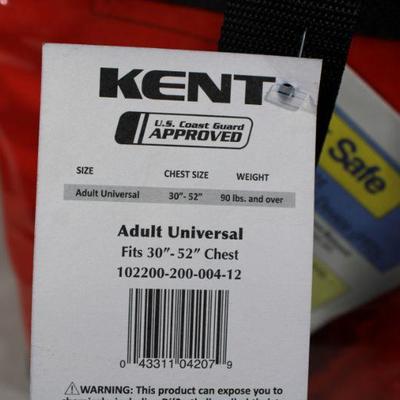 KENT
U.S. Coast Guard
APPROVED
SIZE CHEST SIZE WEIGHT
Adult Universal 30"- 52" 90 lbs. and over
Adult Universal
Fits 30"- 52" Chest
102200-200-004-12
0 43311 04207 9
⚠WARNING: This product can expose you to
Safe